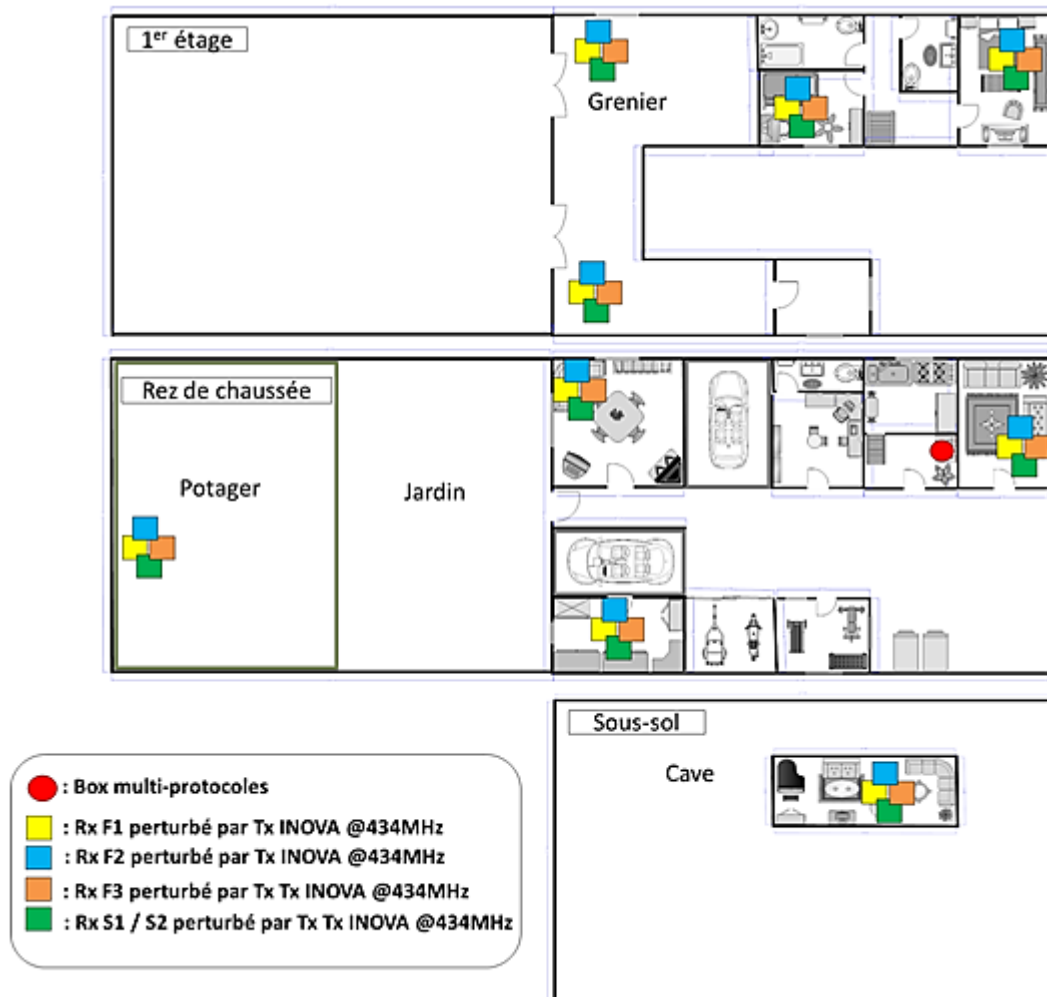 1er étage
Grenier
Rez de chaussée
Potager
Jardin
Sous-sol
Cave
: Box multi-protocoles
: Rx F1 perturbé par Tx INOVA @434MHz
: Rx F2 perturbé par Tx INOVA @434MHz
: Rx F3 perturbé par Tx Tx INOVA @434MHz
: Rx S1 / S2 perturbé par Tx Tx INOVA @434MHz